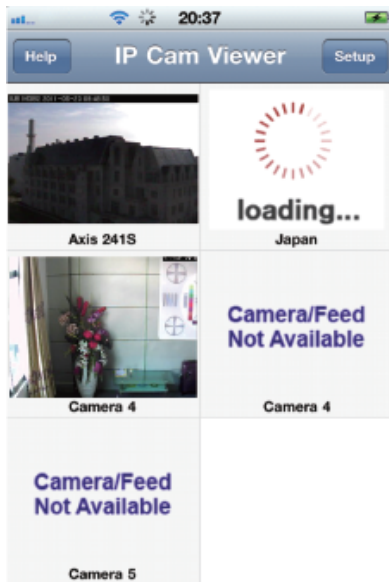 20:37
Help IP Cam Viewer Setup
loading...
Axis 241S Japan
Camera/Feed
Not Available
Camera 4 Camera 4
Camera/Feed
Not Available
Camera 5